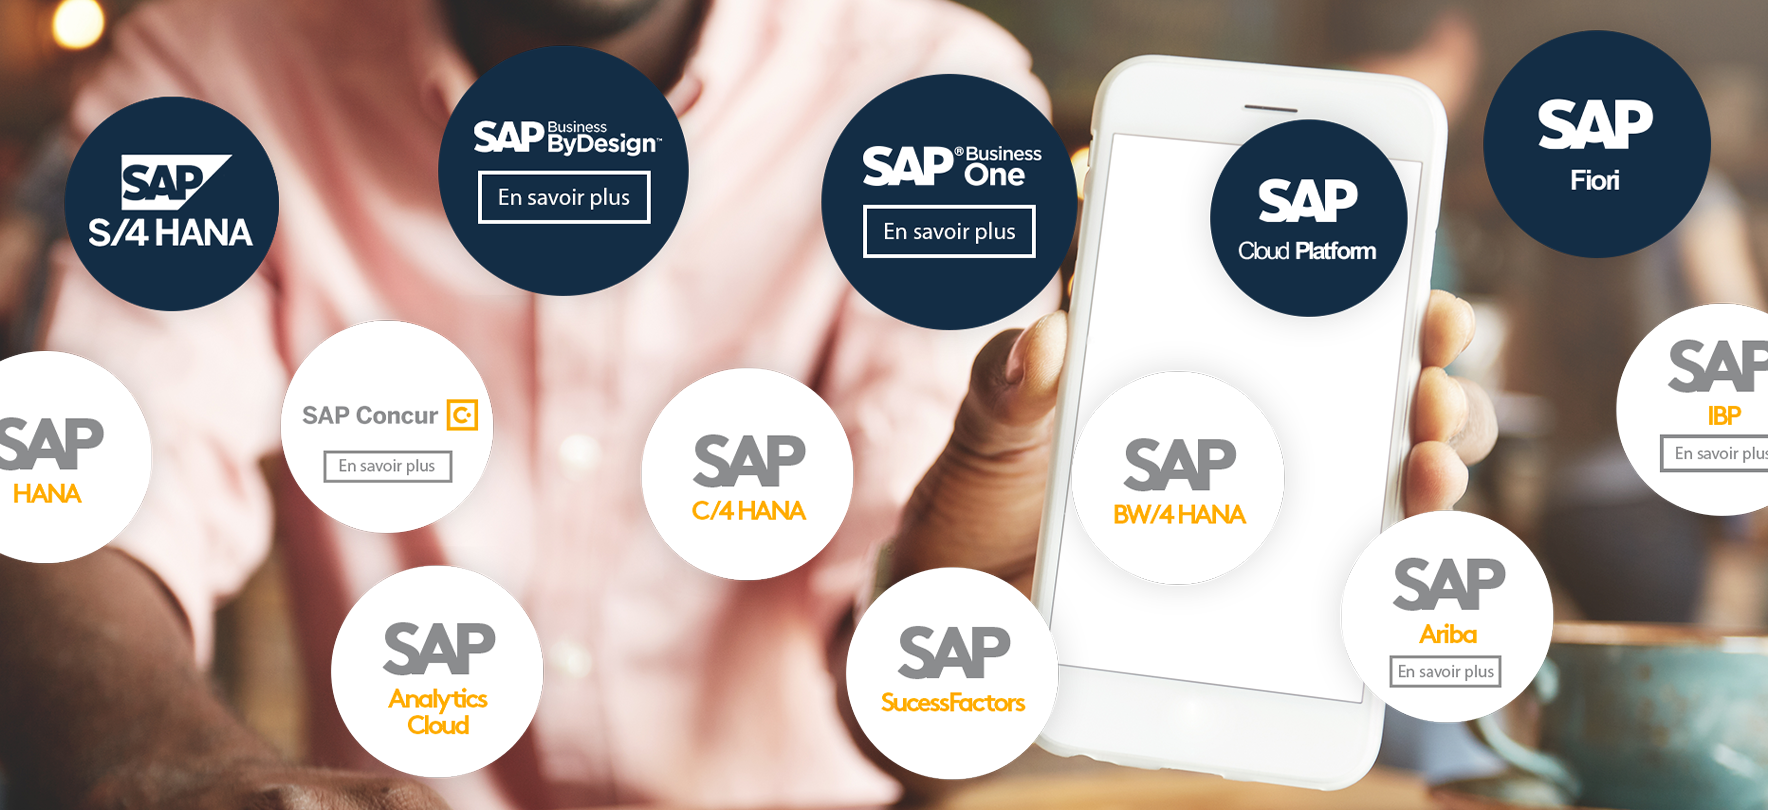 SAP
S/4 HANA
SAP Business
ByDesign™
En savoir plus
SAP® Business
One
En savoir plus
SAP
Cloud Platform
SAP
Fiori
SAP
HANA
SAP Concur C.
En savoir plus
SAP
C/4 HANA
SAP
BW/4 HANA
SAP
IBP
En savoir plus
SAP
Analytics
Cloud
SAP
SucessFactors
SAP
Ariba
En savoir plus